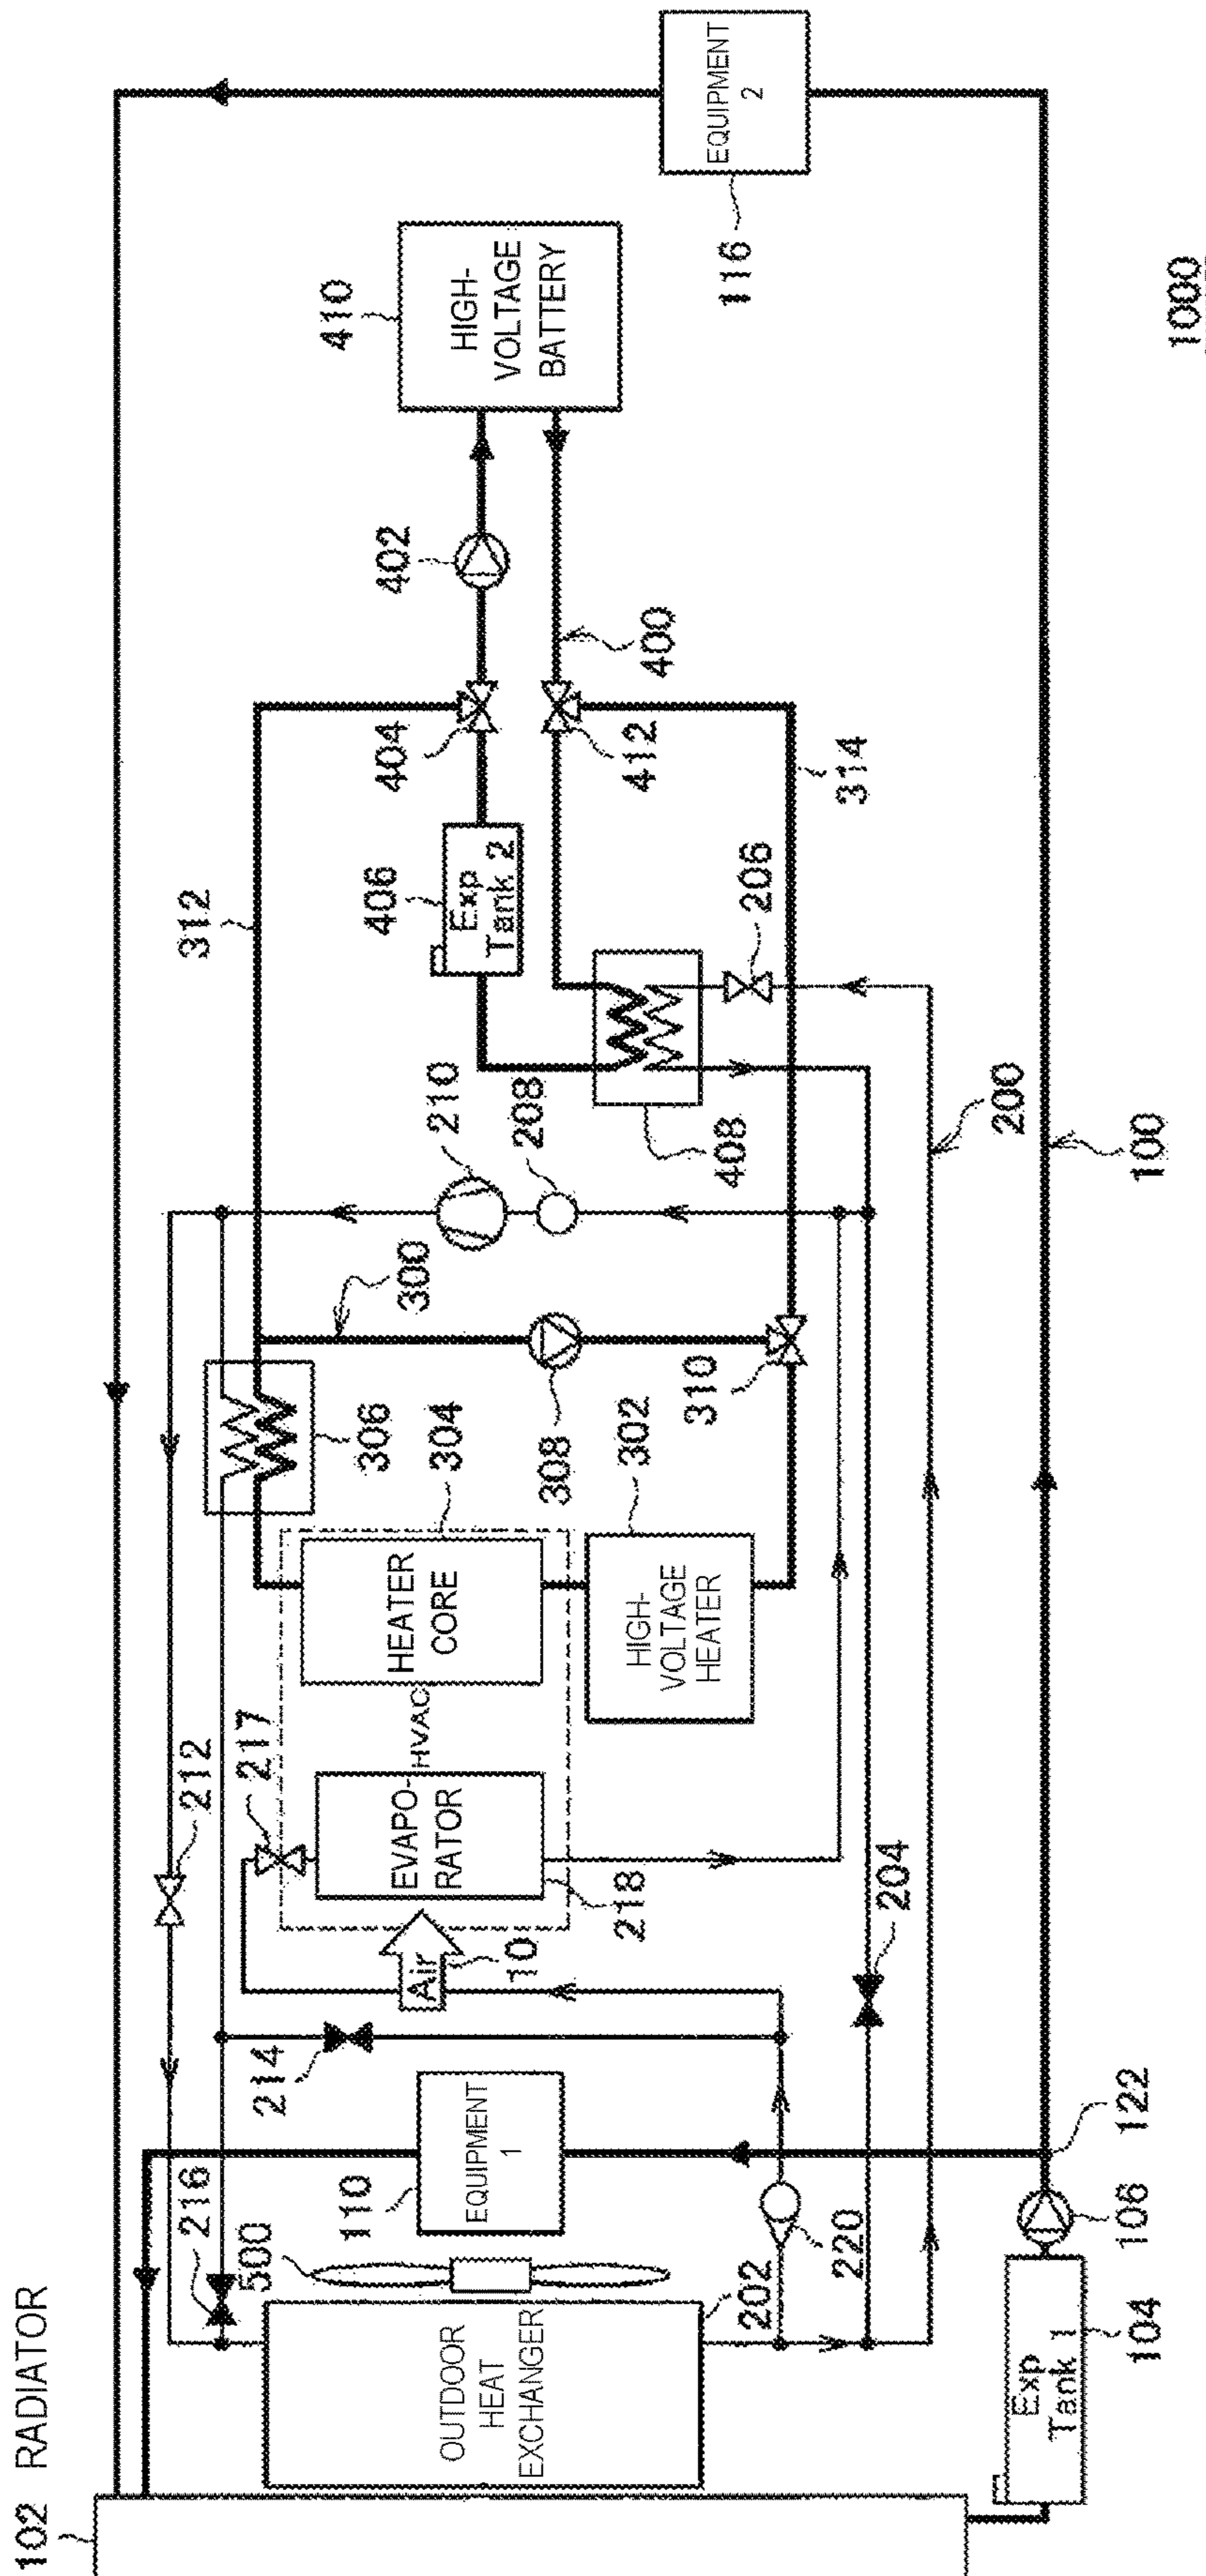 102 RADIATOR
OUTDOOR
HEAT
EXCHANGER
202
500
216
EQUIPMENT
1
110
214
220
Exp
Tank 1
104
106
122
204
Air
10
212
217
EVAPO-
RATOR
218
HVAC
HEATER
CORE
304
HIGH-
VOLTAGE
HEATER
302
306
308
310
300
210
208
408
312
Exp
Tank 2
406
404
402
412
400
206
314
200
100
HIGH-
VOLTAGE
BATTERY
410
EQUIPMENT
2
116
1000